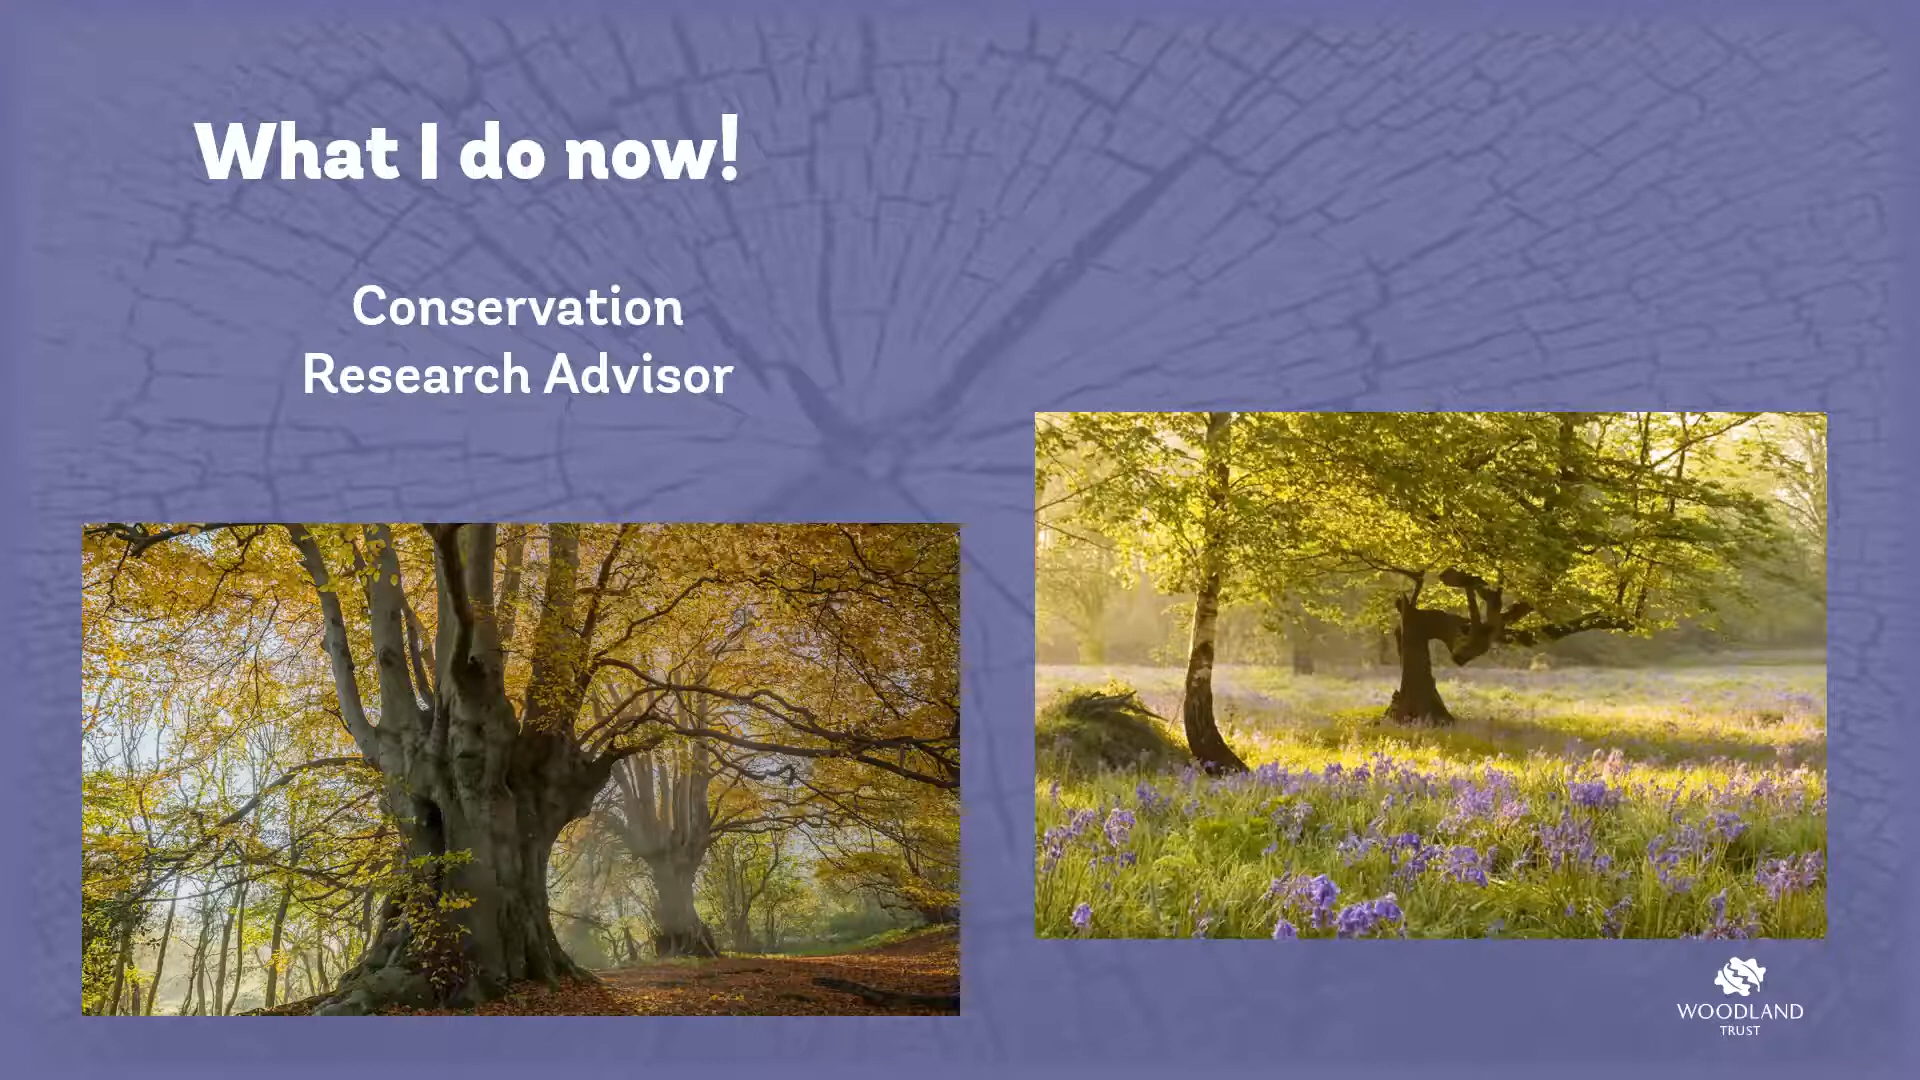 What I do now!
Conservation
Research Advisor
WOODLAND
TRUST